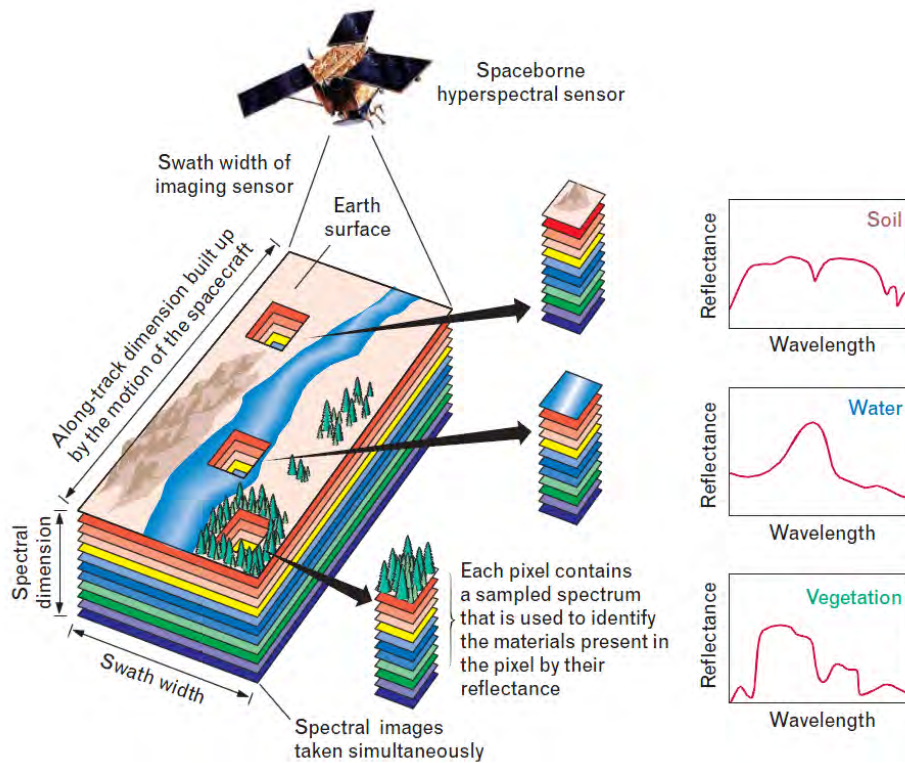 Spaceborne
hyperspectral sensor
Swath width of
imaging sensor
Earth
surface
Along-track dimension built up
by the motion of the spacecraft
Spectral
dimension
Swath width
Spectral images
taken simultaneously
Each pixel contains
a sampled spectrum
that is used to identify
the materials present in
the pixel by their
reflectance
Soil
Reflectance
Wavelength
Water
Reflectance
Wavelength
Vegetation
Reflectance
Wavelength